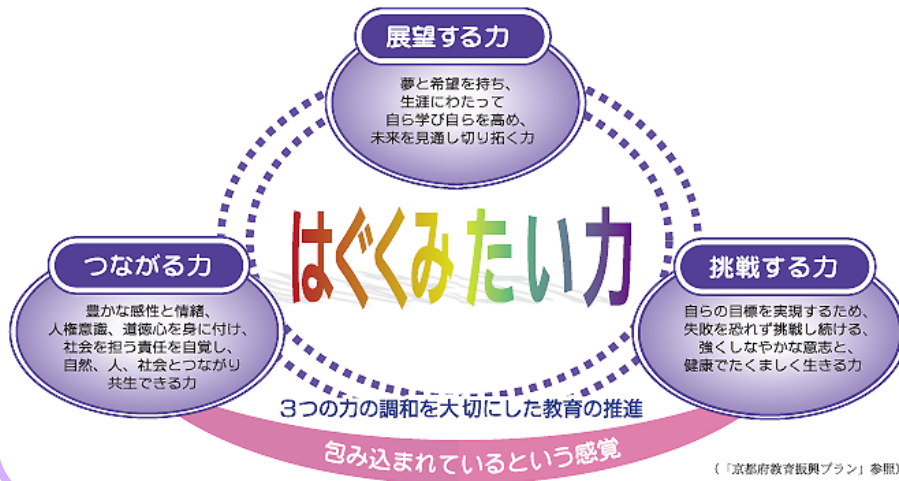 展望する力
夢と希望を持ち、
生涯にわたって
自ら学び自らを高め、
未来を見通し切り拓く力
はぐくみたい力
つながる力
豊かな感性と情緒、
人権意識、道徳心を身に付け、
社会を担う責任を自覚し、
自然、人、社会とつながり
共生できる力
挑戦する力
自らの目標を実現するため、
失敗を恐れず挑戦し続ける、
強くしなやかな意志と、
健康でたくましく生きる力
3つの力の調和を大切にした教育の推進
包み込まれているという感覚
(「京都府教育振興プラン」参照)